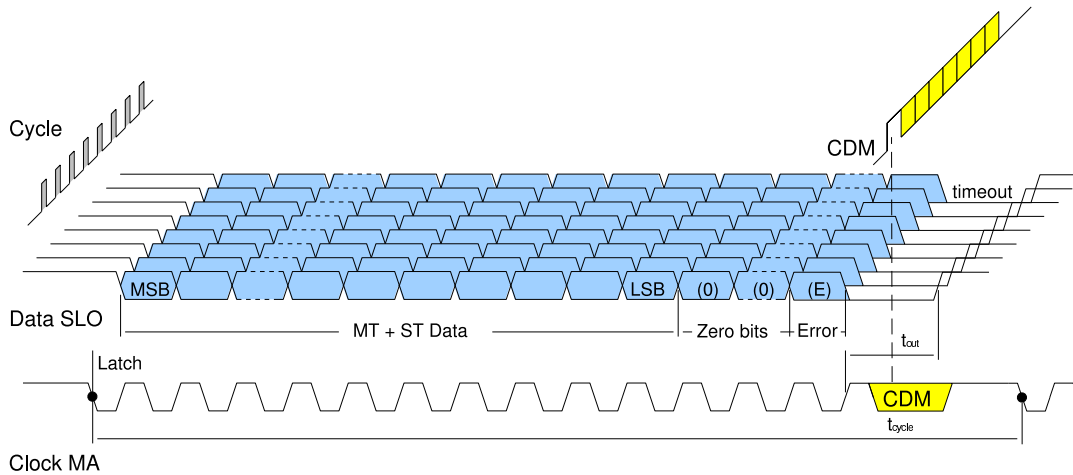 Cycle
CDM
timeout
MSB
LSB
(0)
(0)
(E)
Data SLO
MT + ST Data
Zero bits
Error
tout
Latch
CDM
tcycle
Clock MA